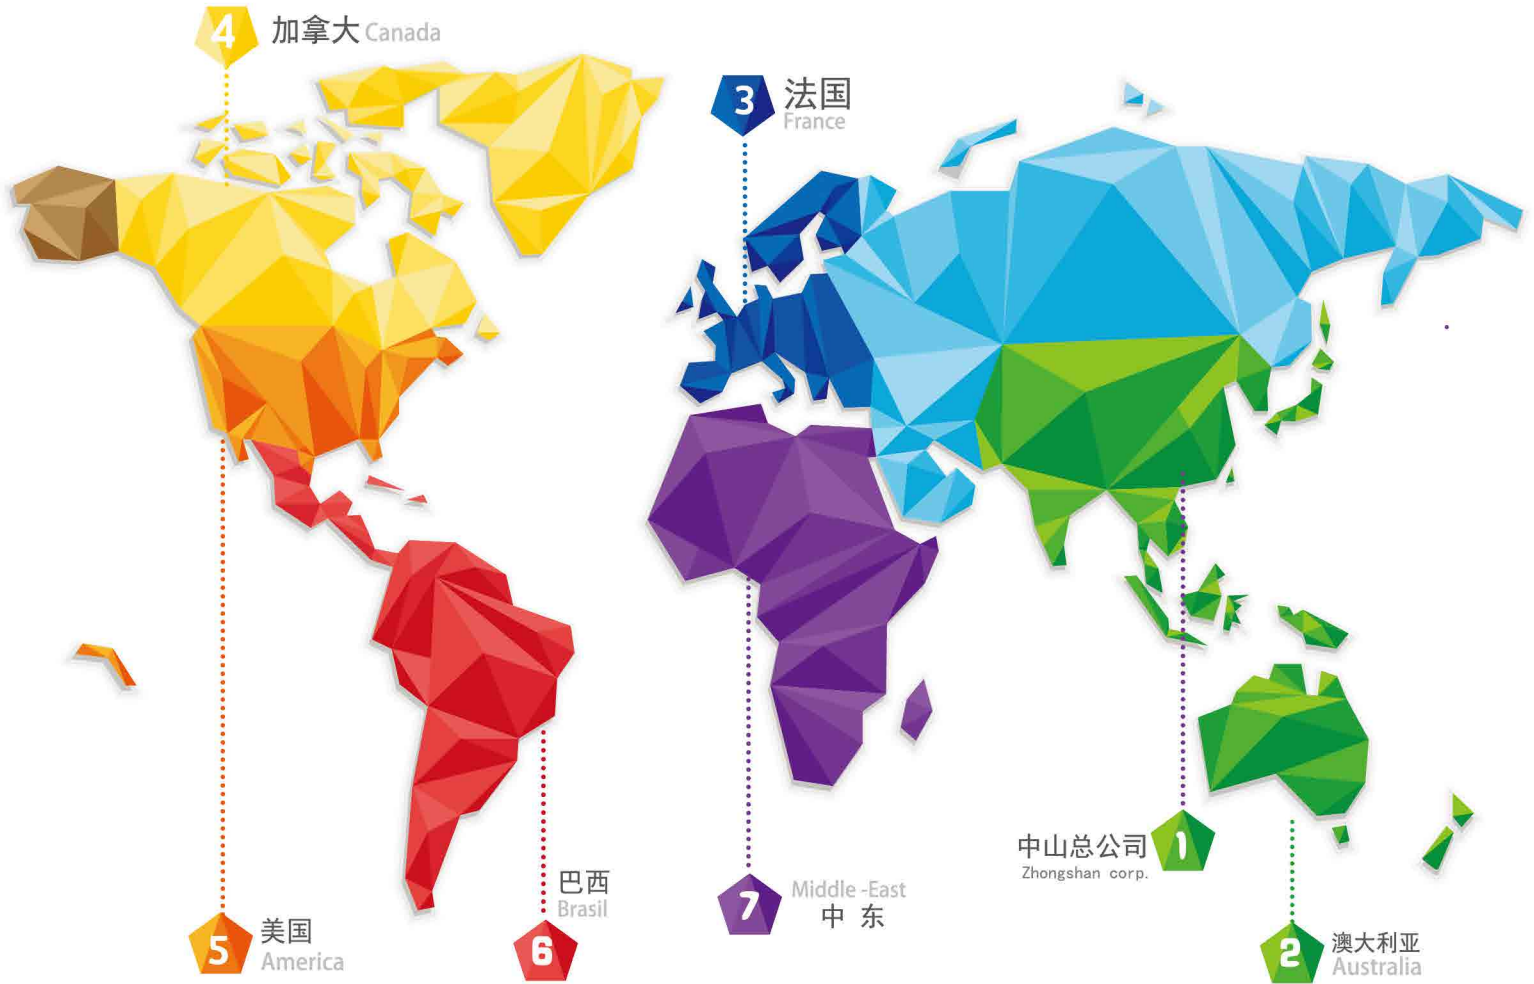 4
加拿大 Canada
3
法国
France
中山总公司
Zhongshan corp.
1
巴西
Brasil
Middle -East
中 东
7
美国
America
5
6
2
澳大利亚
Australia